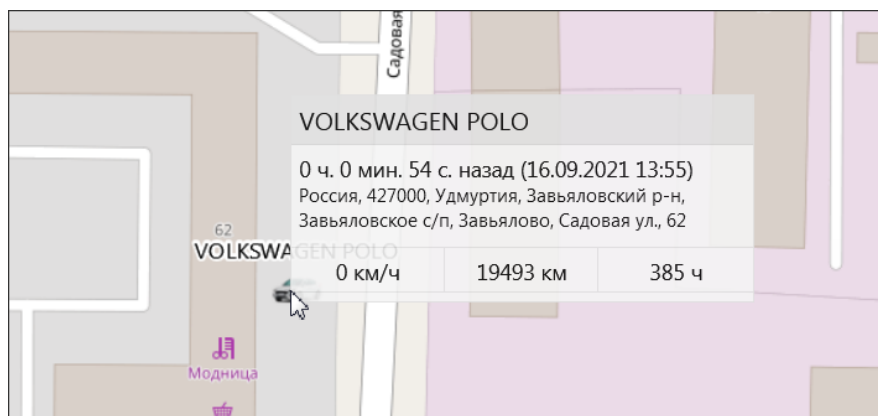 Садовая
VOLKSWAGEN POLO
0 ч. 0 мин. 54 с. назад (16.09.2021 13:55)
Россия, 427000, Удмуртия, Завьяловский р-н,
Завьяловское с/п, Завьялово, Садовая ул., 62
62
VOLKSWAGEN POLO
0 км/ч 19493 км 385 ч
Модница